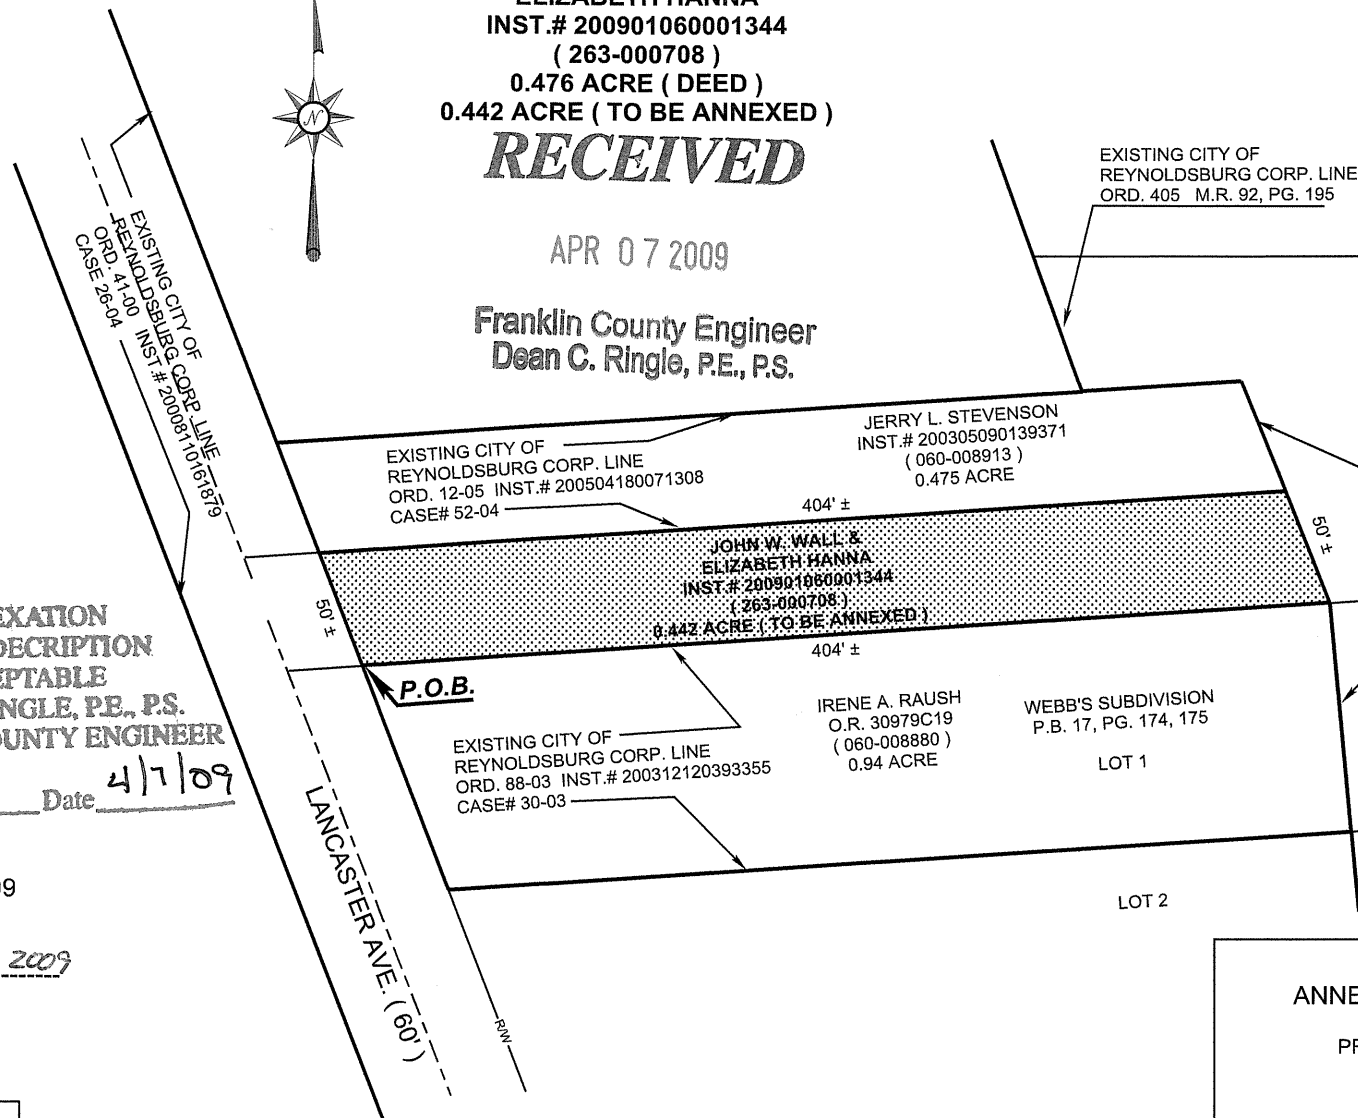 ELIZABETH HANNA
INST.# 200901060001344
( 263-000708 )
0.476 ACRE ( DEED )
0.442 ACRE ( TO BE ANNEXED )
N
RECEIVED
APR 07 2009
Franklin County Engineer
Dean C. Ringle, P.E., P.S.
EXISTING CITY OF
REYNOLDSBURG CORP. LINE
ORD. 405 M.R. 92, PG. 195
EXISTING CITY OF
REYNOLDSBURG CORP. LINE
ORD. 41-00 INST.# 20008110161879
CASE 26-04
EXISTING CITY OF
REYNOLDSBURG CORP. LINE
ORD. 12-05 INST.# 200504180071308
CASE# 52-04
JERRY L. STEVENSON
INST.# 200305090139371
( 060-008913 )
0.475 ACRE
404' ±
JOHN W. WALL &
ELIZABETH HANNA
INST.# 200901060001344
( 263-000708 )
0.442 ACRE ( TO BE ANNEXED )
50' ±
50' ±
404' ±
P.O.B.
EXATION
DECRIPTION
EPTABLE
INGLE, P.E., P.S.
OUNTY ENGINEER
Date 4/7/09
EXISTING CITY OF
REYNOLDSBURG CORP. LINE
ORD. 88-03 INST.# 200312120393355
CASE# 30-03
IRENE A. RAUSH
O.R. 30979C19
( 060-008880 )
0.94 ACRE
WEBB'S SUBDIVISION
P.B. 17, PG. 174, 175
LOT 1
LOT 2
LANCASTER AVE. ( 60' )
R/W
09
2009
ANNE
PR